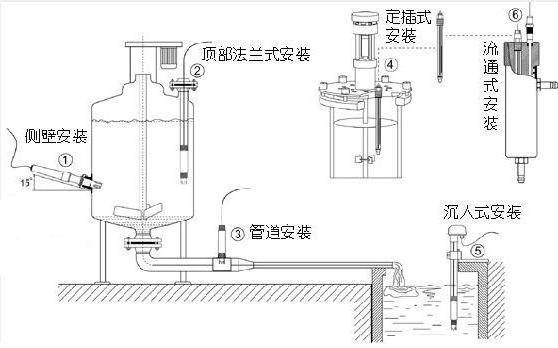 顶部法兰式安装
②
侧壁安装
①
15°
③管道安装
定插式
安装
④
⑥
流通式安装
沉入式安装
⑤